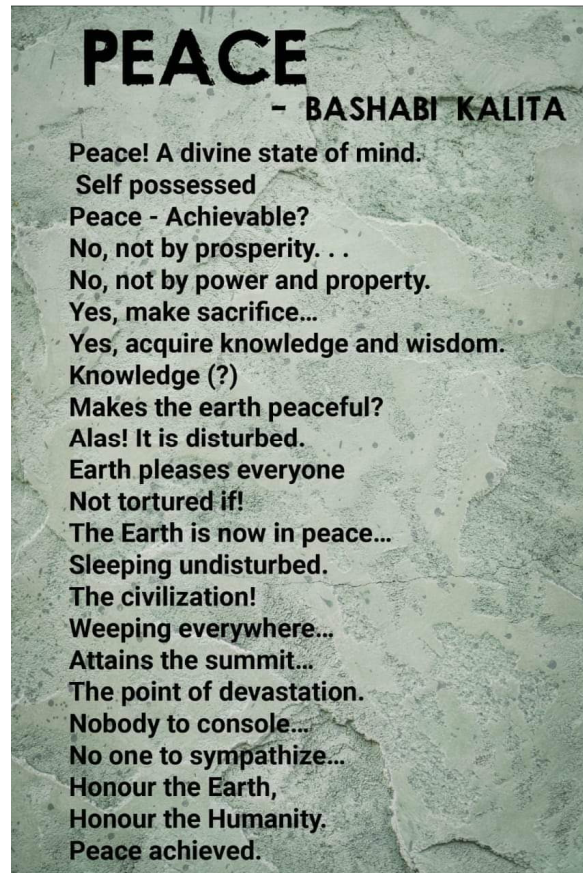 PEACE
- BASHABI KALITA
Peace! A divine state of mind.
Self possessed
Peace - Achievable?
No, not by prosperity. . .
No, not by power and property.
Yes, make sacrifice...
Yes, acquire knowledge and wisdom.
Knowledge (?)
Makes the earth peaceful?
Alas! It is disturbed.
Earth pleases everyone
Not tortured if!
The Earth is now in peace...
Sleeping undisturbed.
The civilization!
Weeping everywhere...
Attains the summit...
The point of devastation.
Nobody to console...
No one to sympathize...
Honour the Earth,
Honour the Humanity.
Peace achieved.